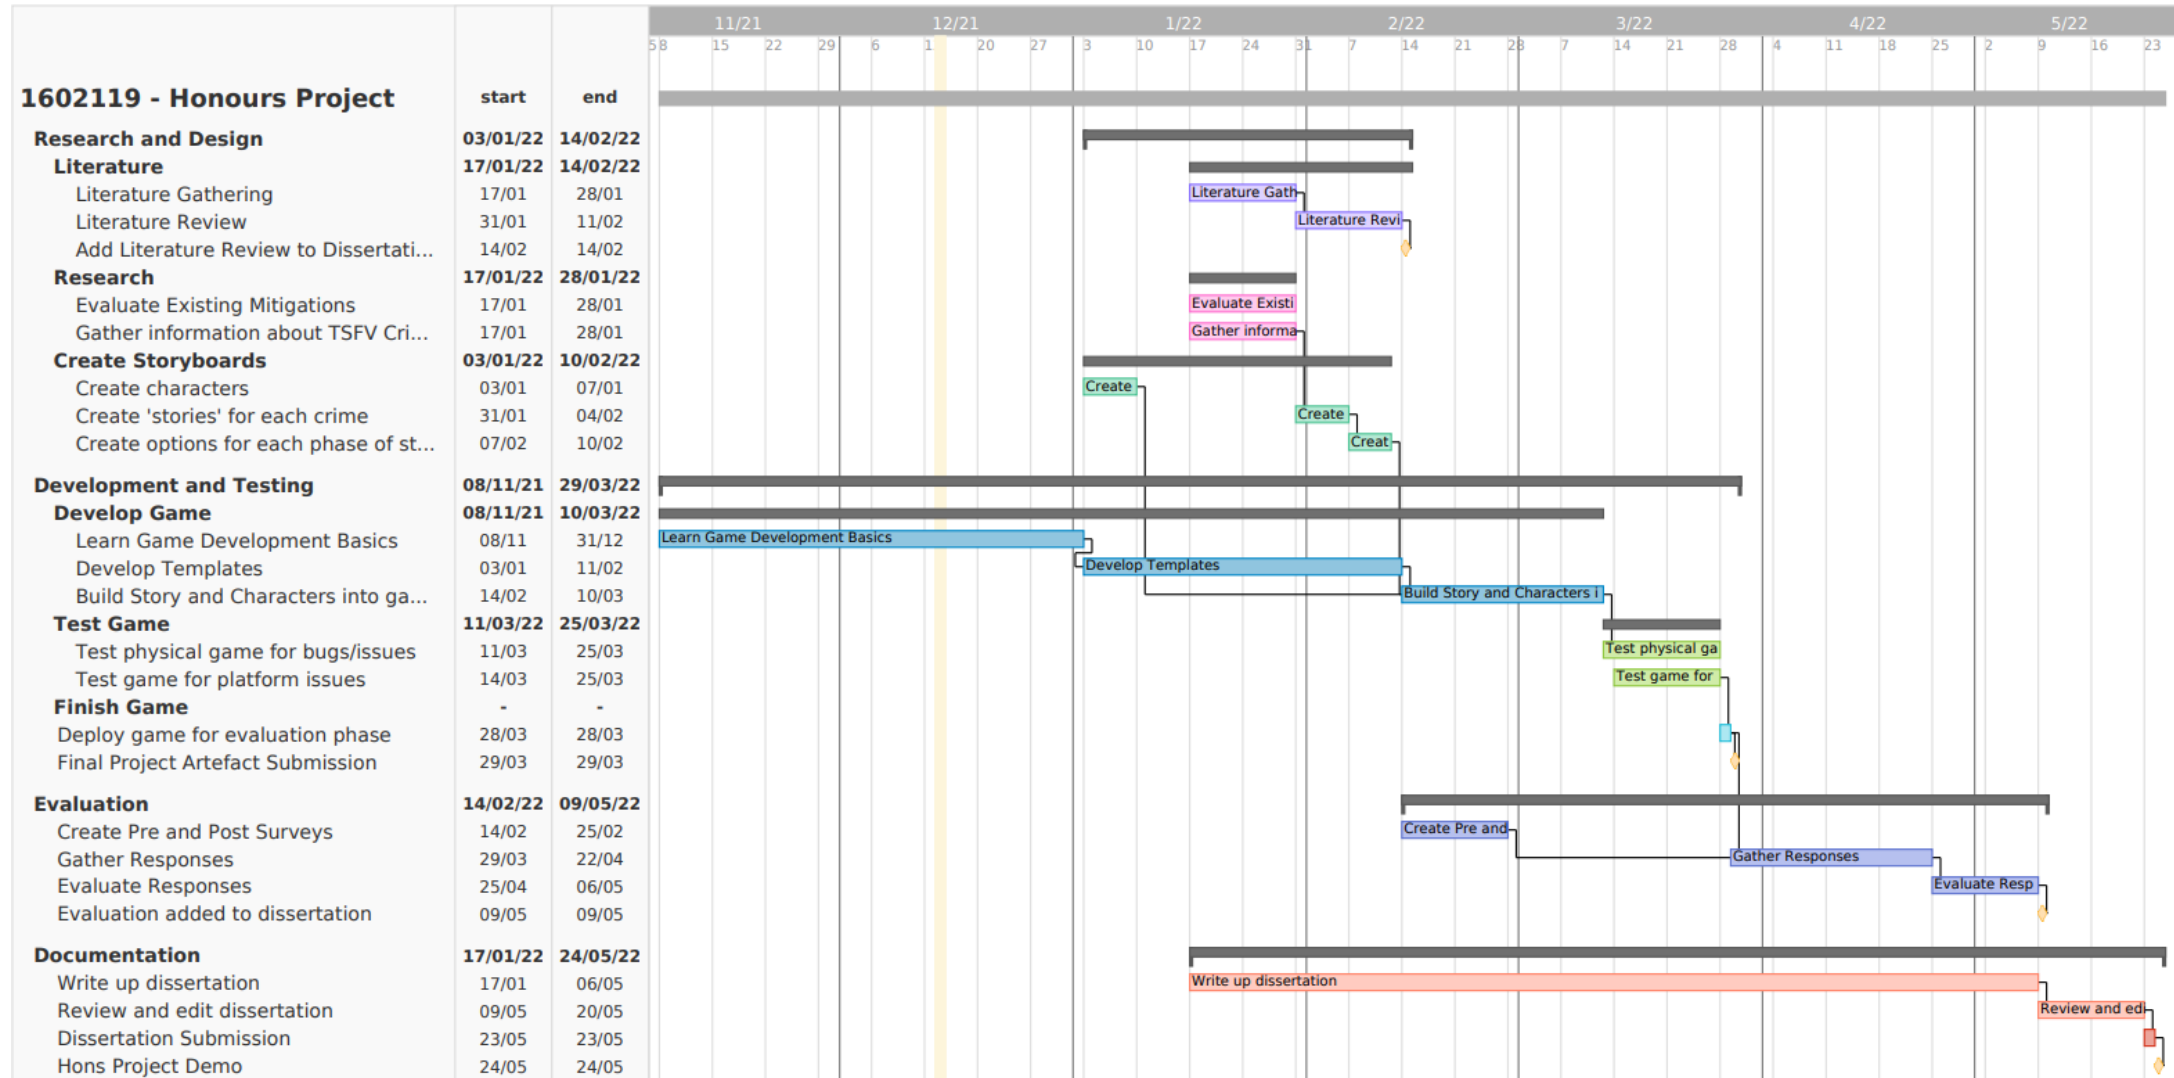 11/21 12/21 1/22 2/22 3/22 4/22 5/22
5 8 15 22 29 6 1 20 27 3 10 17 24 31 7 14 21 28 7 14 21 28 4 11 18 25 2 9 16 23
1602119 - Honours Project start end
Research and Design 03/01/22 14/02/22
Literature 17/01/22 14/02/22
Literature Gathering 17/01 28/01 Literature Gath
Literature Review 31/01 11/02 Literature Revi
Add Literature Review to Dissertati... 14/02 14/02
Research 17/01/22 28/01/22
Evaluate Existing Mitigations 17/01 28/01 Evaluate Existi
Gather information about TSFV Cri... 17/01 28/01 Gather informa
Create Storyboards 03/01/22 10/02/22
Create characters 03/01 07/01 Create
Create 'stories' for each crime 31/01 04/02 Create
Create options for each phase of st... 07/02 10/02 Creat
Development and Testing 08/11/21 29/03/22
Develop Game 08/11/21 10/03/22
Learn Game Development Basics 08/11 31/12 Learn Game Development Basics
Develop Templates 03/01 11/02 Develop Templates
Build Story and Characters into ga... 14/02 10/03 Build Story and Characters i
Test Game 11/03/22 25/03/22
Test physical game for bugs/issues 11/03 25/03 Test physical ga
Test game for platform issues 14/03 25/03 Test game for
Finish Game - -
Deploy game for evaluation phase 28/03 28/03
Final Project Artefact Submission 29/03 29/03
Evaluation 14/02/22 09/05/22
Create Pre and Post Surveys 14/02 25/02 Create Pre and
Gather Responses 29/03 22/04 Gather Responses
Evaluate Responses 25/04 06/05 Evaluate Resp
Evaluation added to dissertation 09/05 09/05
Documentation 17/01/22 24/05/22
Write up dissertation 17/01 06/05 Write up dissertation
Review and edit dissertation 09/05 20/05 Review and edi
Dissertation Submission 23/05 23/05
Hons Project Demo 24/05 24/05